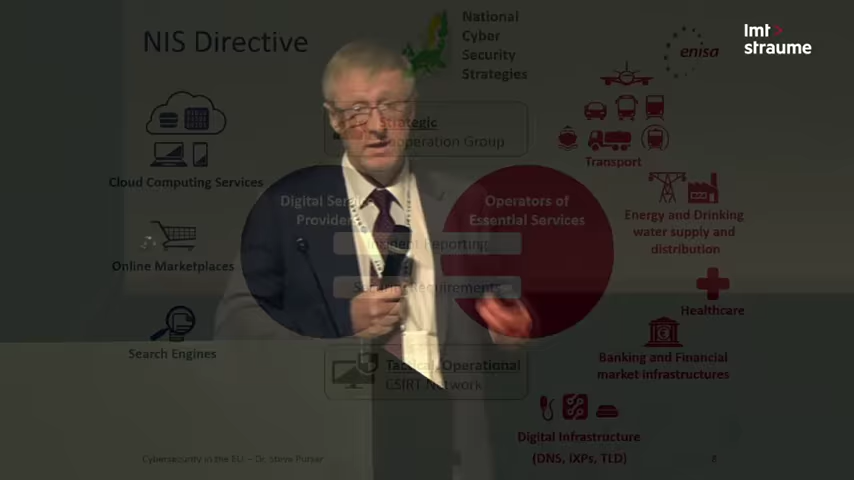 NIS Directive
National
Cyber
Security
Strategies
enisa
lmt >
straume
Strategic
Cooperation Group
Transport
Cloud Computing Services
Digital Service
Providers
Operators of
Essential Services
Energy and Drinking
water supply and
distribution
Incident Reporting
Online Marketplaces
Security Requirements
Healthcare
Search Engines
Banking and Financial
market infrastructures
Tactical/Operational
CSIRT Network
Digital Infrastructure
(DNS, IXPs, TLD)
Cybersecurity in the EU – Dr. Steve Purser